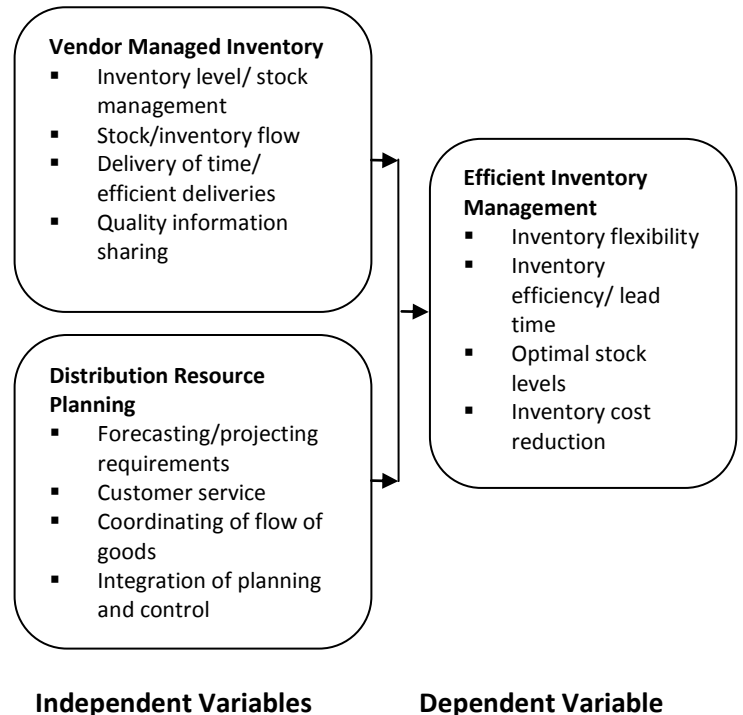 Vendor Managed Inventory
▪ Inventory level/ stock
management
▪ Stock/inventory flow
▪ Delivery of time/
efficient deliveries
▪ Quality information
sharing
Distribution Resource
Planning
▪ Forecasting/projecting
requirements
▪ Customer service
▪ Coordinating of flow of
goods
▪ Integration of planning
and control
Efficient Inventory
Management
▪ Inventory flexibility
▪ Inventory
efficiency/ lead
time
▪ Optimal stock
levels
▪ Inventory cost
reduction
Independent Variables
Dependent Variable